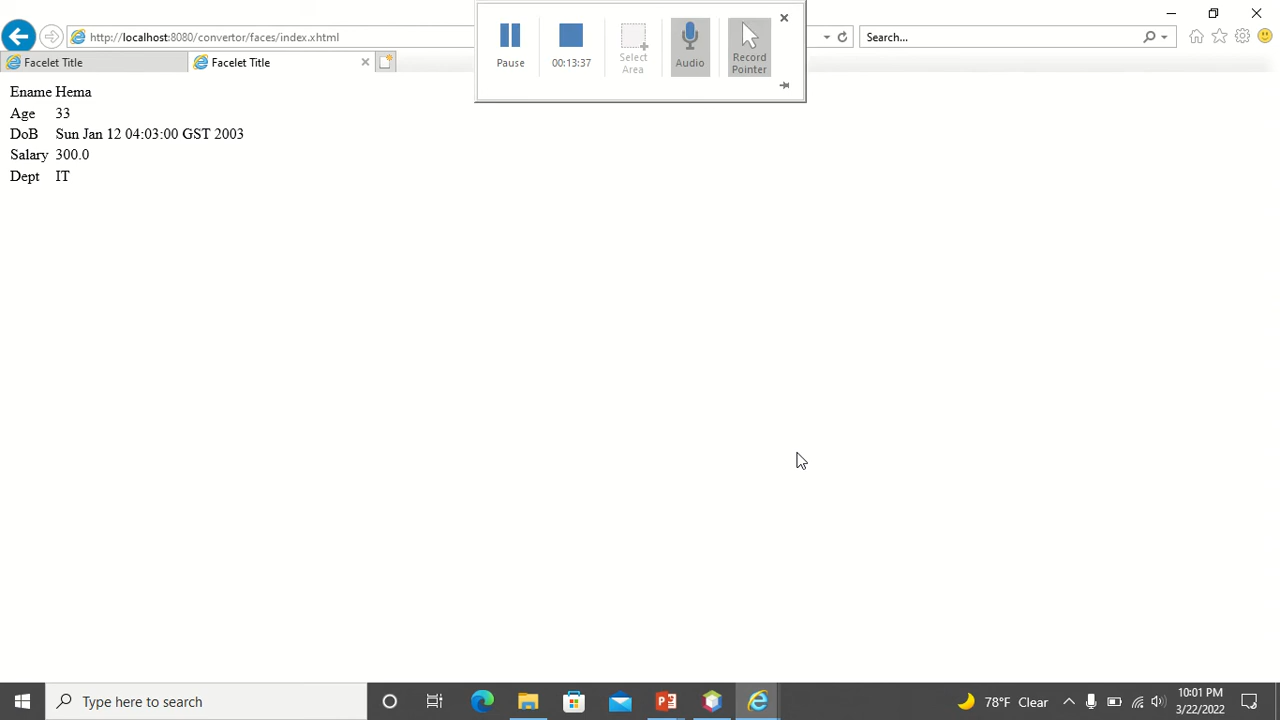 http://localhost:8080/convertor/faces/index.xhtml
Search...
Facelet Title
Facelet Title
Pause
00:13:37
Select Area
Audio
Record Pointer
Ename Hema
Age 33
DoB Sun Jan 12 04:03:00 GST 2003
Salary 300.0
Dept IT
Type here to search
78°F Clear
10:01 PM
3/22/2022